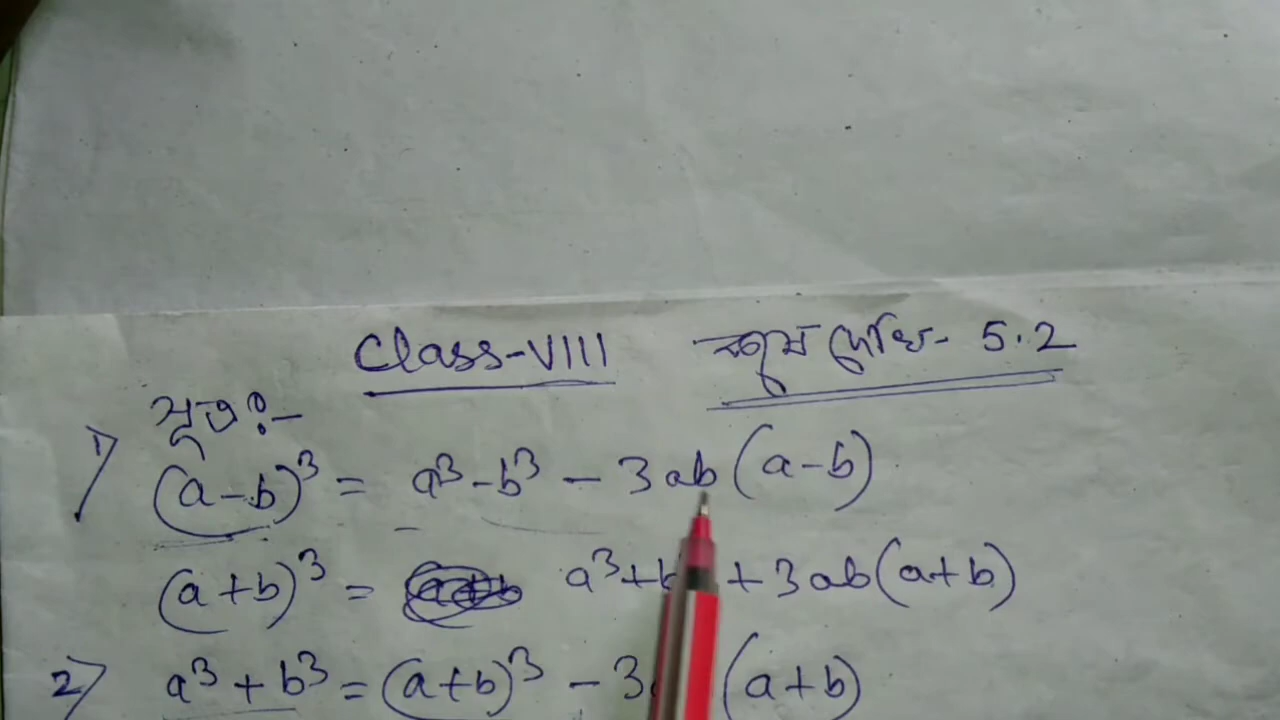 Class-VIII কষে দেখি- 5.2
সূত্র:-
1) (a-b)³ = a³-b³ - 3ab(a-b)
(a+b)³ = a³+b + 3ab(a+b)
2) a³+b³ = (a+b)³ - 3 (a+b)